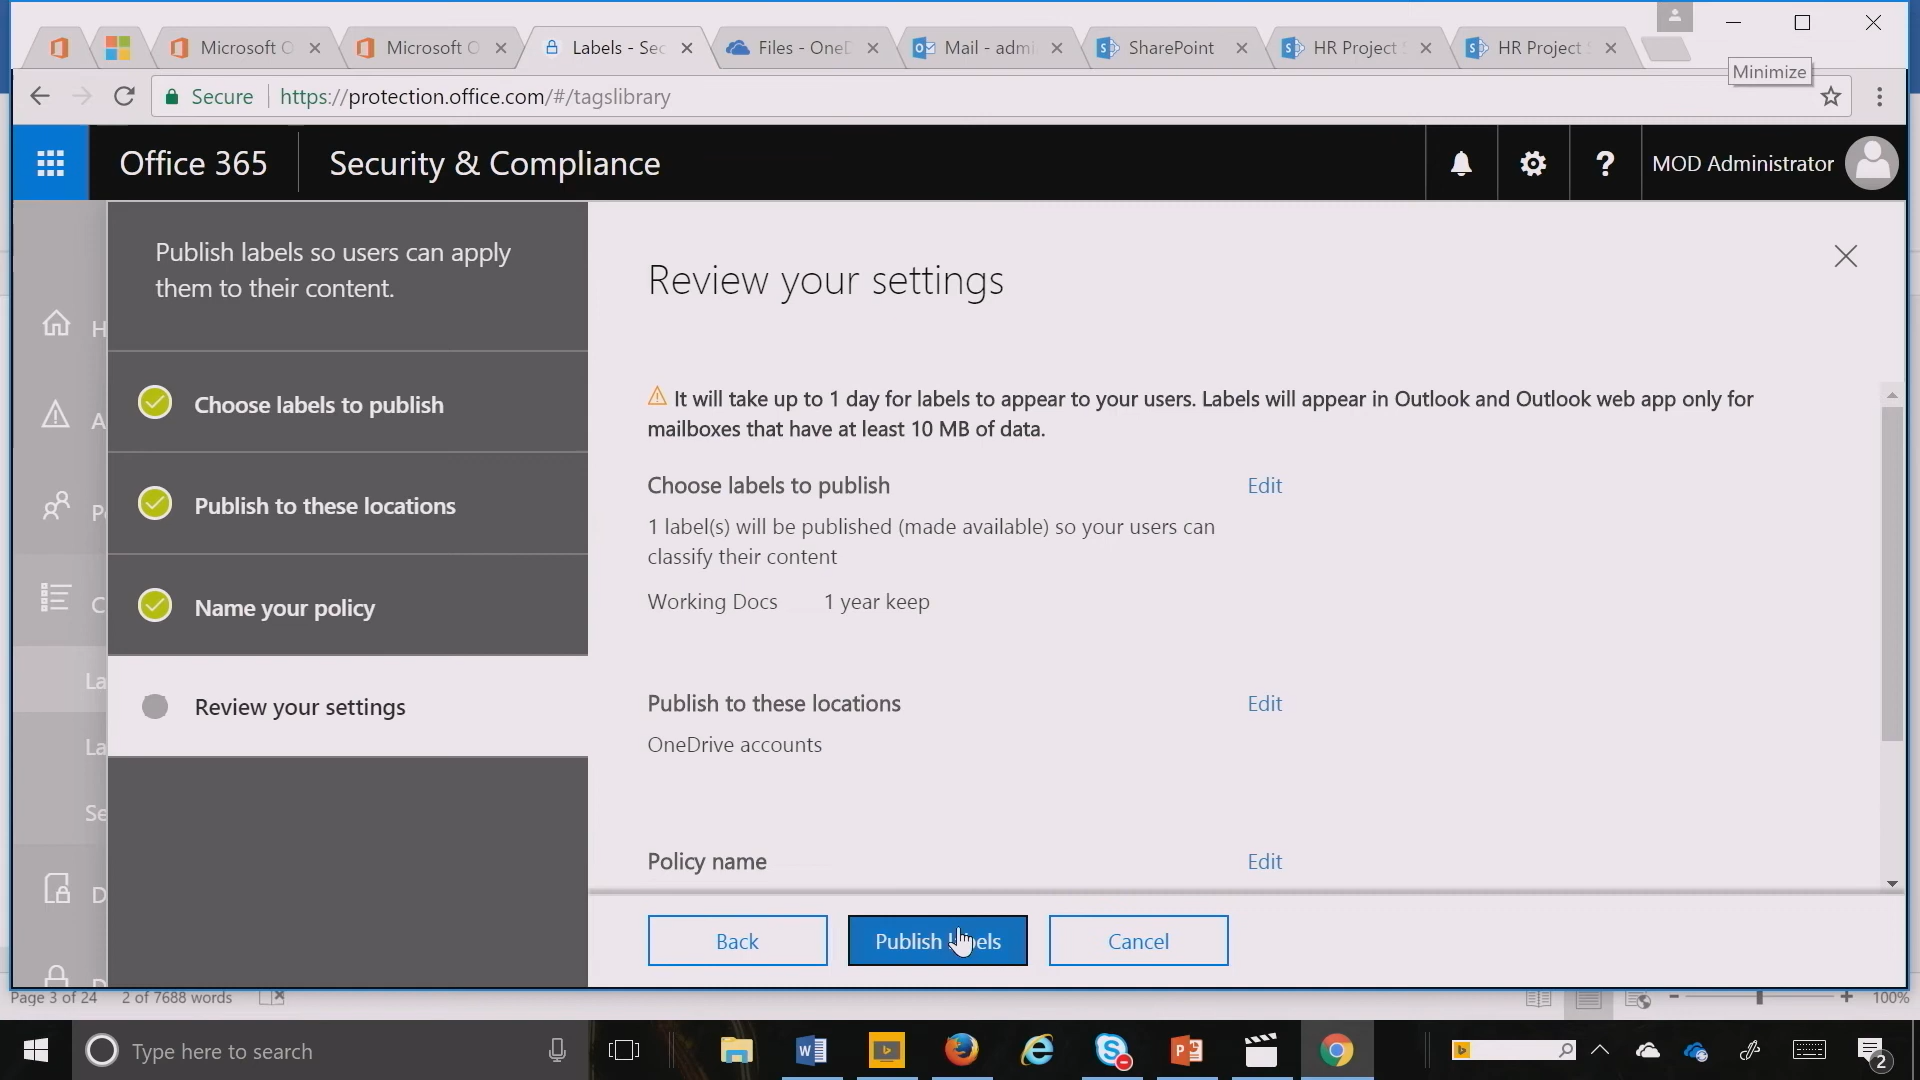 Microsoft O
Microsoft O
Labels - Sec
Files - OneD
Mail - admi
SharePoint
HR Project S
HR Project S
Minimize
Secure
https://protection.office.com/#/tagslibrary
Office 365
Security & Compliance
MOD Administrator
Publish labels so users can apply
them to their content.
Choose labels to publish
Publish to these locations
Name your policy
Review your settings
H
A
Pe
C
La
La
Se
D
D
Review your settings
It will take up to 1 day for labels to appear to your users. Labels will appear in Outlook and Outlook web app only for
mailboxes that have at least 10 MB of data.
Choose labels to publish
Edit
1 label(s) will be published (made available) so your users can
classify their content
Working Docs 1 year keep
Publish to these locations
Edit
OneDrive accounts
Policy name
Edit
Back
Publish labels
Cancel
Page 3 of 24 2 of 7688 words
100%
Type here to search
2